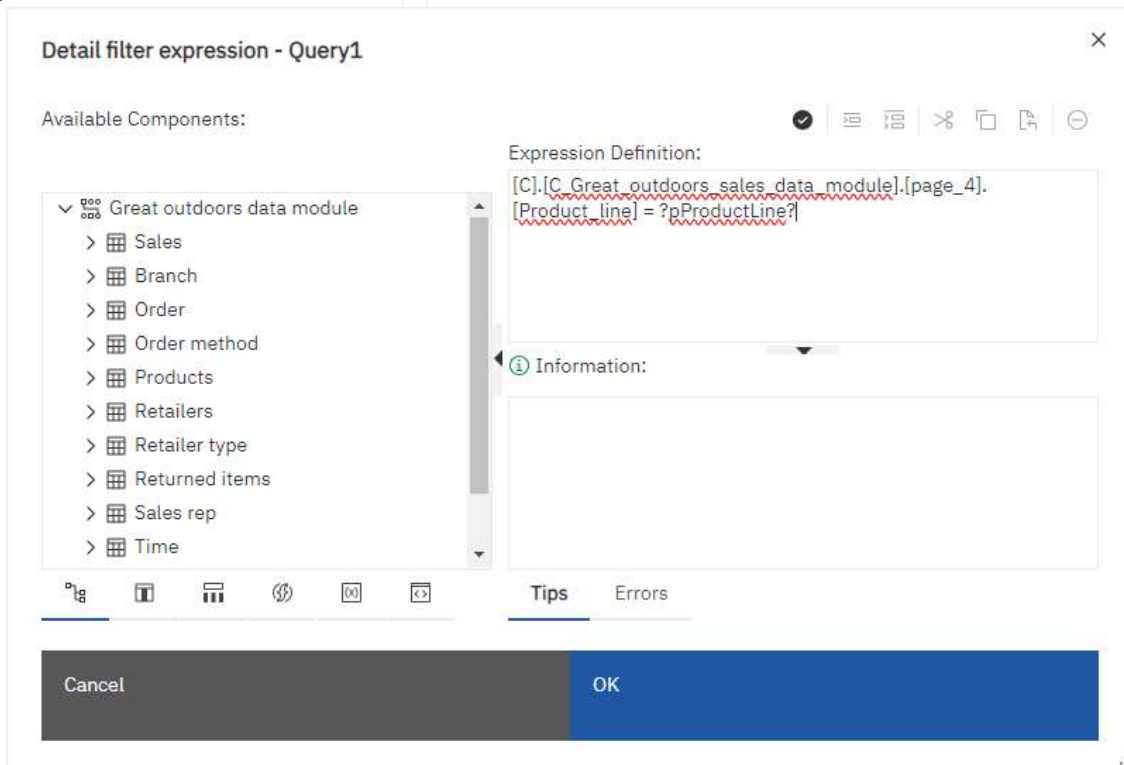 Detail filter expression - Query1
Available Components:
Expression Definition:
[C].[C_Great_outdoors_sales_data_module].[page_4].
[Product_line] = ?pProductLine?
Great outdoors data module
Sales
Branch
Order
Order method
Products
Retailers
Retailer type
Returned items
Sales rep
Time
Information:
Tips Errors
Cancel OK